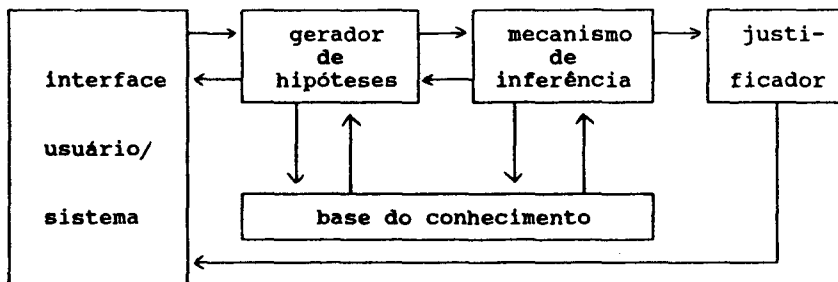 interface
usuário/
sistema
gerador
de
hipóteses
mecanismo
de
inferência
justi-
ficador
base do conhecimento